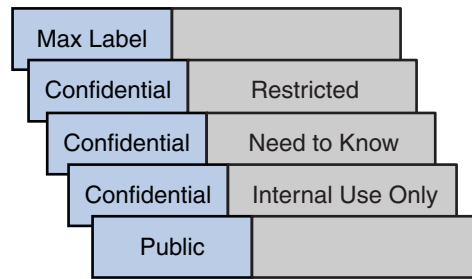 Max Label
Confidential Restricted
Confidential Need to Know
Confidential Internal Use Only
Public